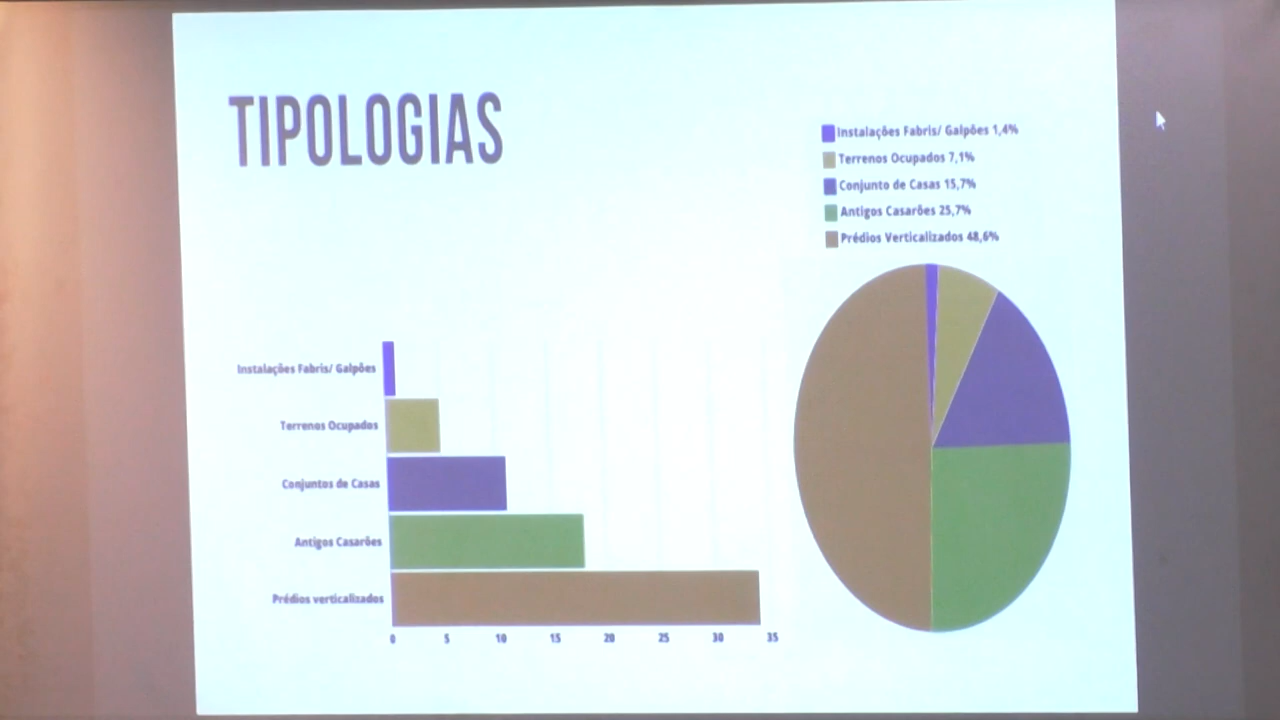 TIPOLOGIAS
Instalações Fabris/ Galpões 1,4%
Terrenos Ocupados 7,1%
Conjunto de Casas 15,7%
Antigos Casarões 25,7%
Prédios Verticalizados 48,6%
Instalações Fabris/ Galpões
Terrenos Ocupados
Conjuntos de Casas
Antigos Casarões
Prédios verticalizados
0 5 10 15 20 25 30 35